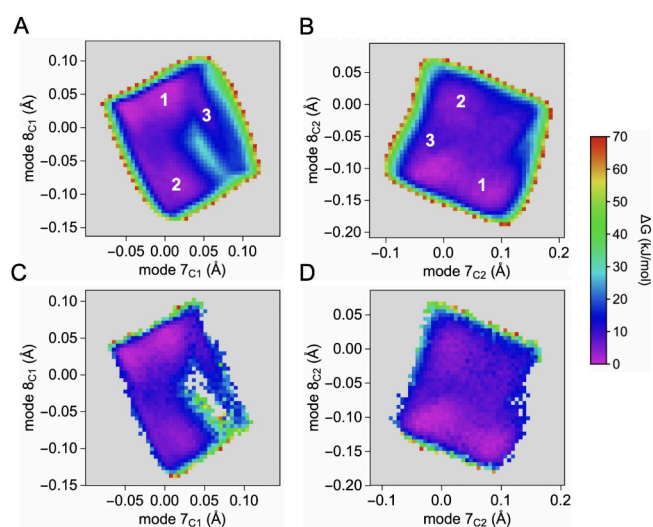 A
B
mode 8C1 (Å)
0.10
0.05
0.00
−0.05
−0.10
−0.15
1
3
2
−0.05 0.00 0.05 0.10
mode 7C1 (Å)
mode 8C2 (Å)
0.05
0.00
−0.05
−0.10
−0.15
−0.20
2
3
1
−0.1 0.0 0.1 0.2
mode 7C2 (Å)
70
60
50
40
30
20
10
0
ΔG (kJ/mol)
C
D
mode 8C1 (Å)
0.10
0.05
0.00
−0.05
−0.10
−0.15
−0.05 0.00 0.05 0.10
mode 7C1 (Å)
mode 8C2 (Å)
0.05
0.00
−0.05
−0.10
−0.15
−0.20
−0.1 0.0 0.1 0.2
mode 7C2 (Å)